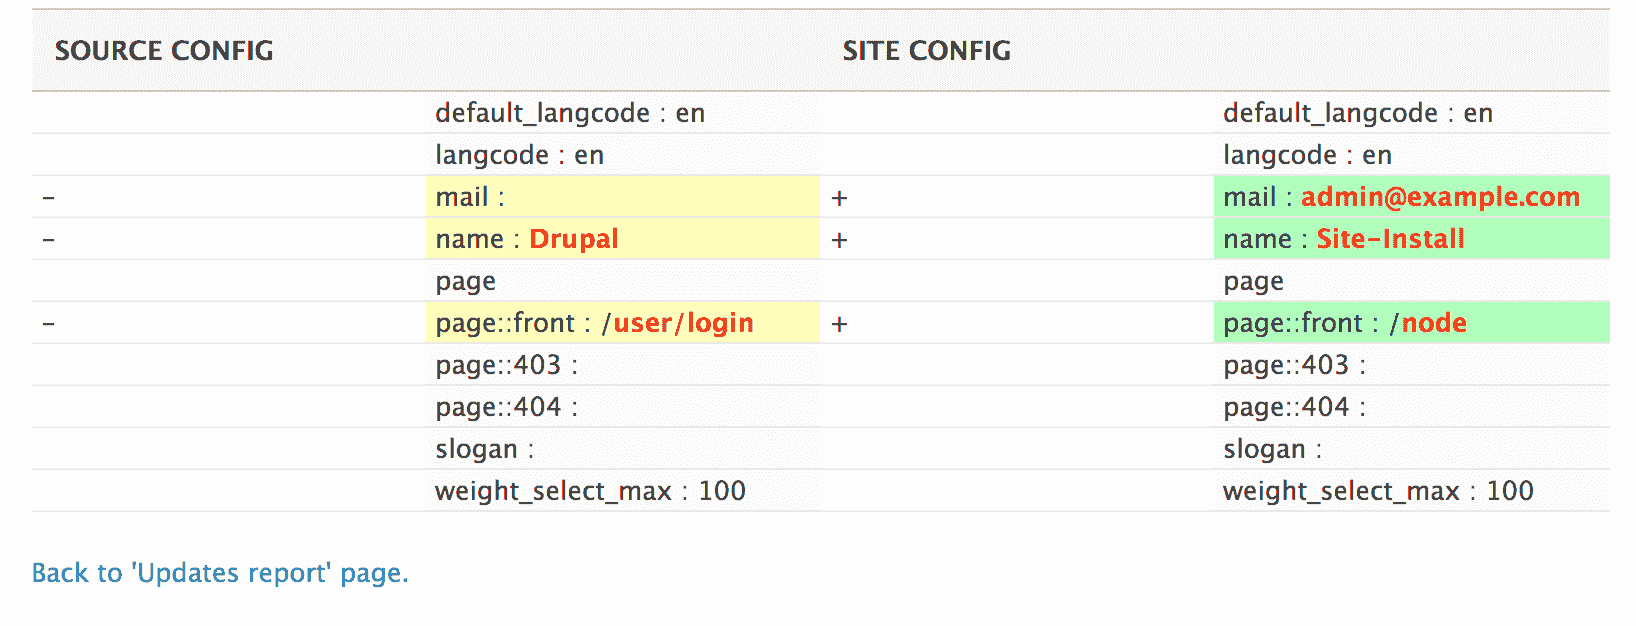 SOURCE CONFIG SITE CONFIG
default_langcode : en default_langcode : en
langcode : en langcode : en
- mail : + mail : admin@example.com
- name : Drupal + name : Site-Install
page page
- page::front : /user/login + page::front : /node
page::403 : page::403 :
page::404 : page::404 :
slogan : slogan :
weight_select_max : 100 weight_select_max : 100
Back to 'Updates report' page.